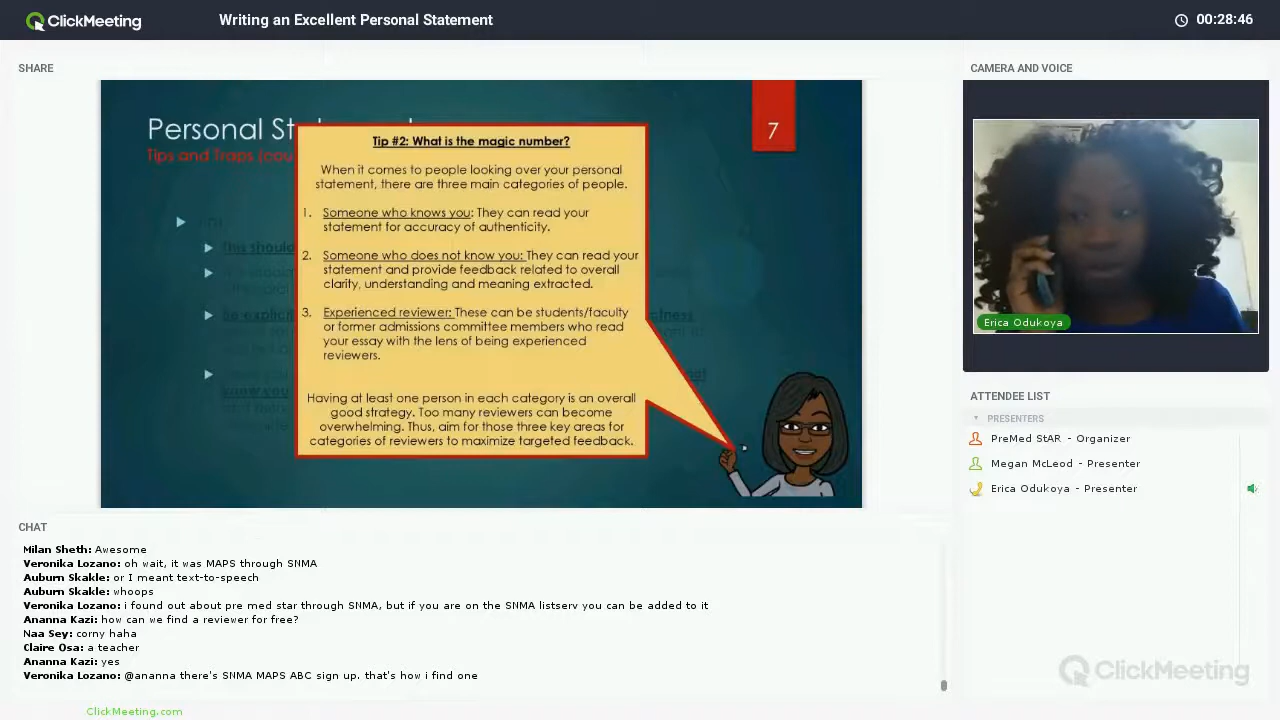 ClickMeeting
Writing an Excellent Personal Statement
00:28:46
SHARE
Personal St
Tips and Traps (cou
7
Tip #2: What is the magic number?
When it comes to people looking over your personal
statement, there are three main categories of people.
1. Someone who knows you: They can read your
statement for accuracy of authenticity.
2. Someone who does not know you: They can read your
statement and provide feedback related to overall
clarity, understanding and meaning extracted.
3. Experienced reviewer: These can be students/faculty
or former admissions committee members who read
your essay with the lens of being experienced
reviewers.
Having at least one person in each category is an overall
good strategy. Too many reviewers can become
overwhelming. Thus, aim for those three key areas for
categories of reviewers to maximize targeted feedback.
This should
Be explici
know you
CAMERA AND VOICE
Erica Odukoya
ATTENDEE LIST
PRESENTERS
PreMed StAR - Organizer
Megan McLeod - Presenter
Erica Odukoya - Presenter
CHAT
Milan Sheth: Awesome
Veronika Lozano: oh wait, it was MAPS through SNMA
Auburn Skakle: or I meant text-to-speech
Auburn Skakle: whoops
Veronika Lozano: i found out about pre med star through SNMA, but if you are on the SNMA listserv you can be added to it
Ananna Kazi: how can we find a reviewer for free?
Naa Sey: corny haha
Claire Osa: a teacher
Ananna Kazi: yes
Veronika Lozano: @ananna there's SNMA MAPS ABC sign up. that's how i find one
ClickMeeting
ClickMeeting.com